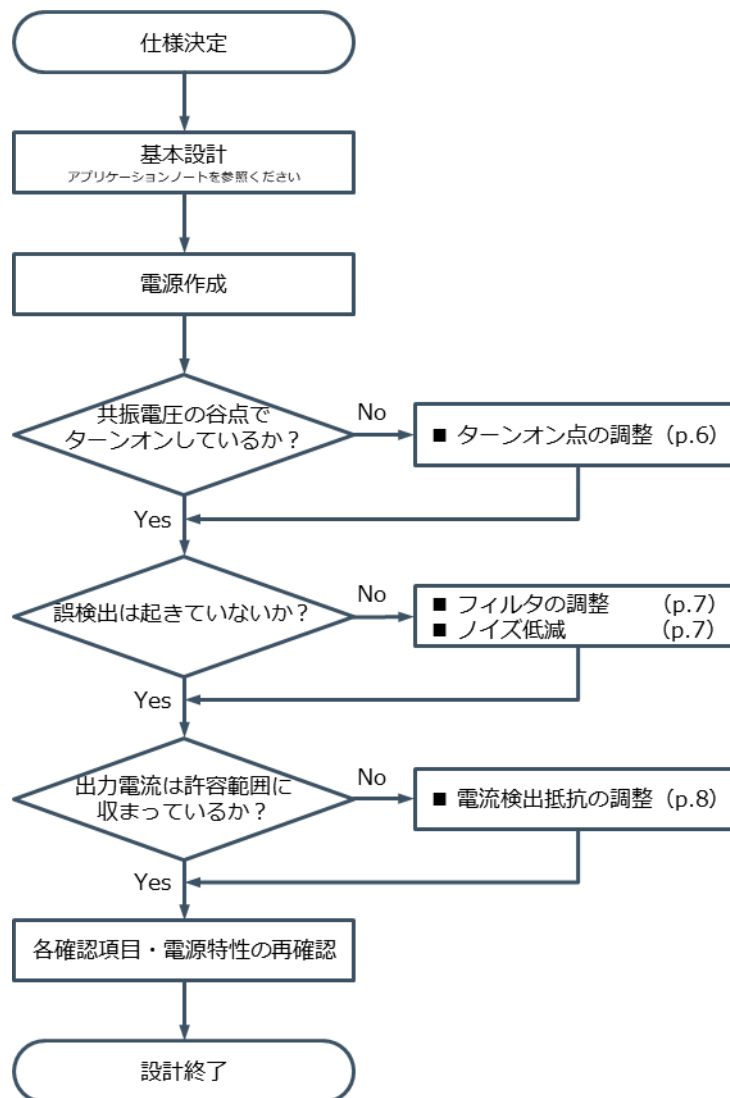 仕様決定
基本設計
アプリケーションノートを参照ください
電源作成
共振電圧の谷点で
ターンオンしているか？
No
■ ターンオン点の調整（p.6）
Yes
誤検出は起きていないか？
No
■ フィルタの調整　　（p.7）
■ ノイズ低減　　　　（p.7）
Yes
出力電流は許容範囲に
収まっているか？
No
■ 電流検出抵抗の調整（p.8）
Yes
各確認項目・電源特性の再確認
設計終了